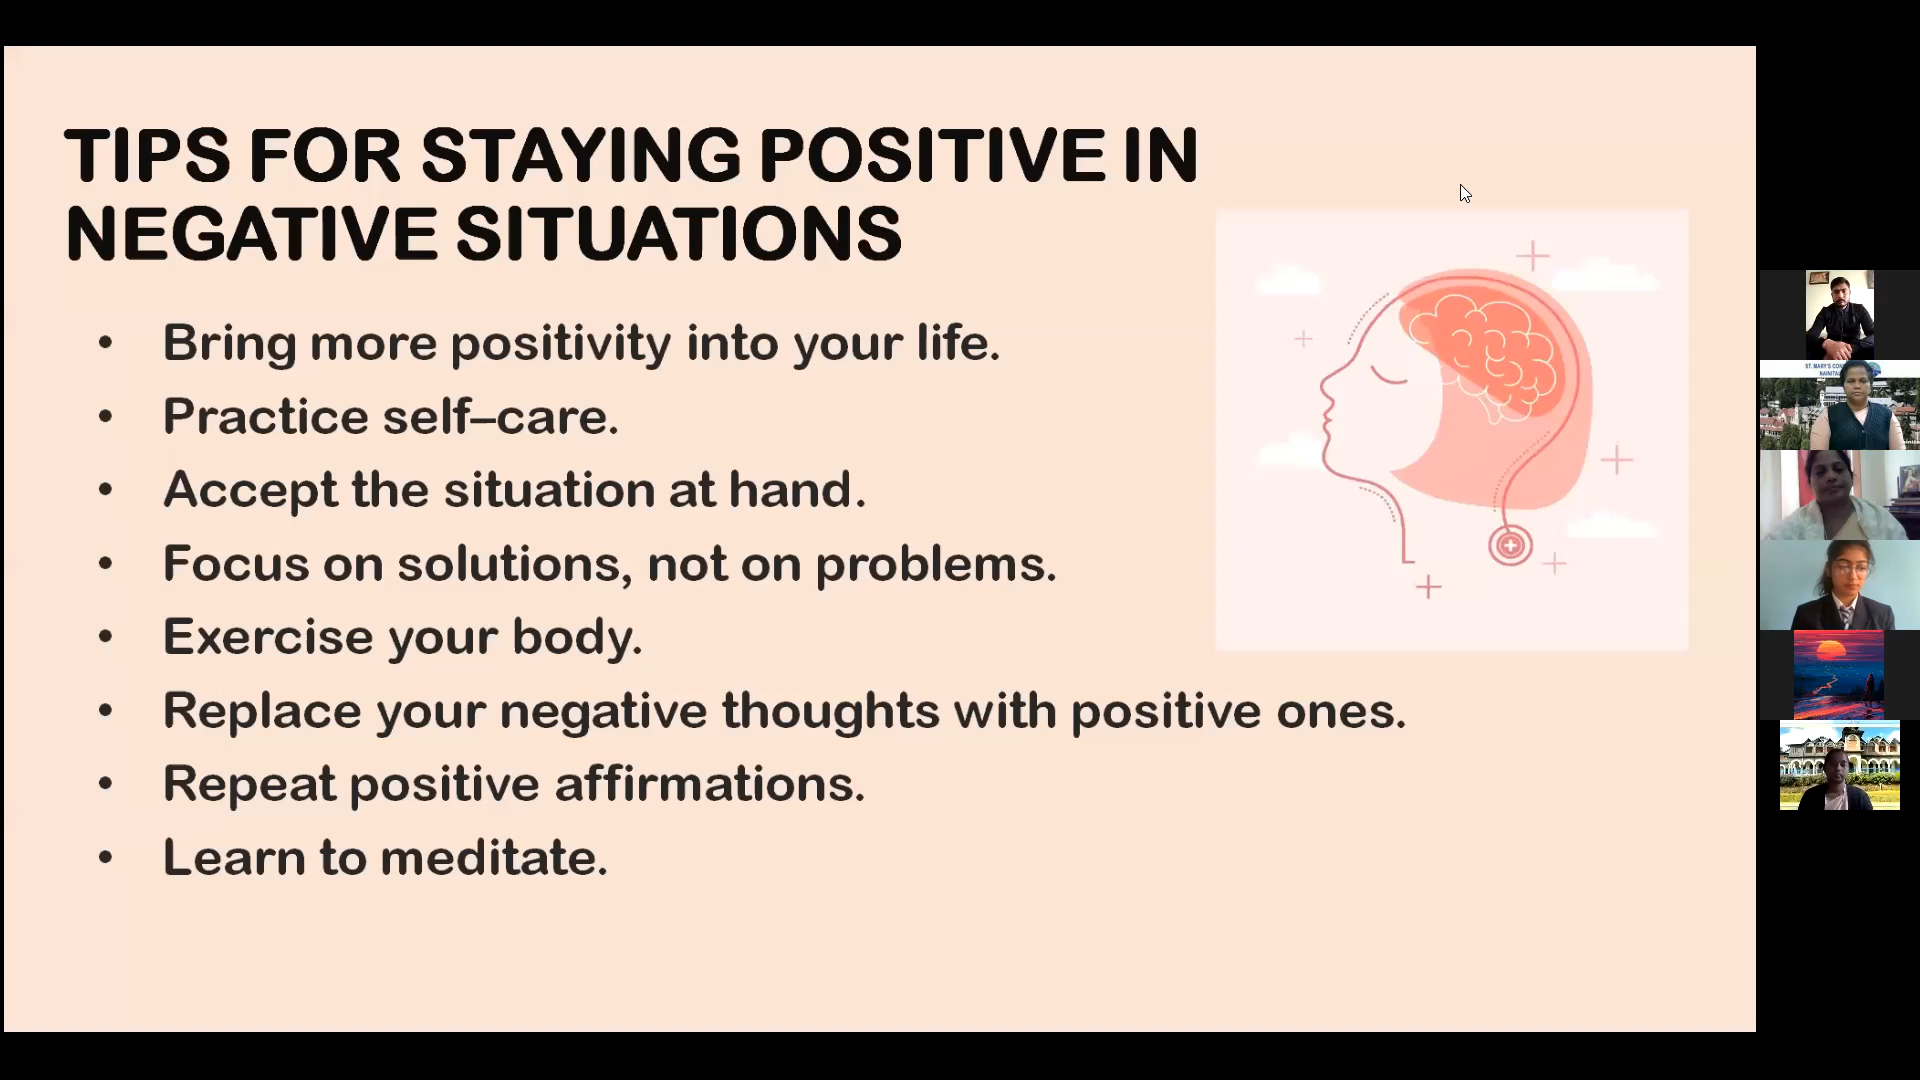 TIPS FOR STAYING POSITIVE IN
NEGATIVE SITUATIONS
• Bring more positivity into your life.
• Practice self–care.
• Accept the situation at hand.
• Focus on solutions, not on problems.
• Exercise your body.
• Replace your negative thoughts with positive ones.
• Repeat positive affirmations.
• Learn to meditate.
ST. MARY'S